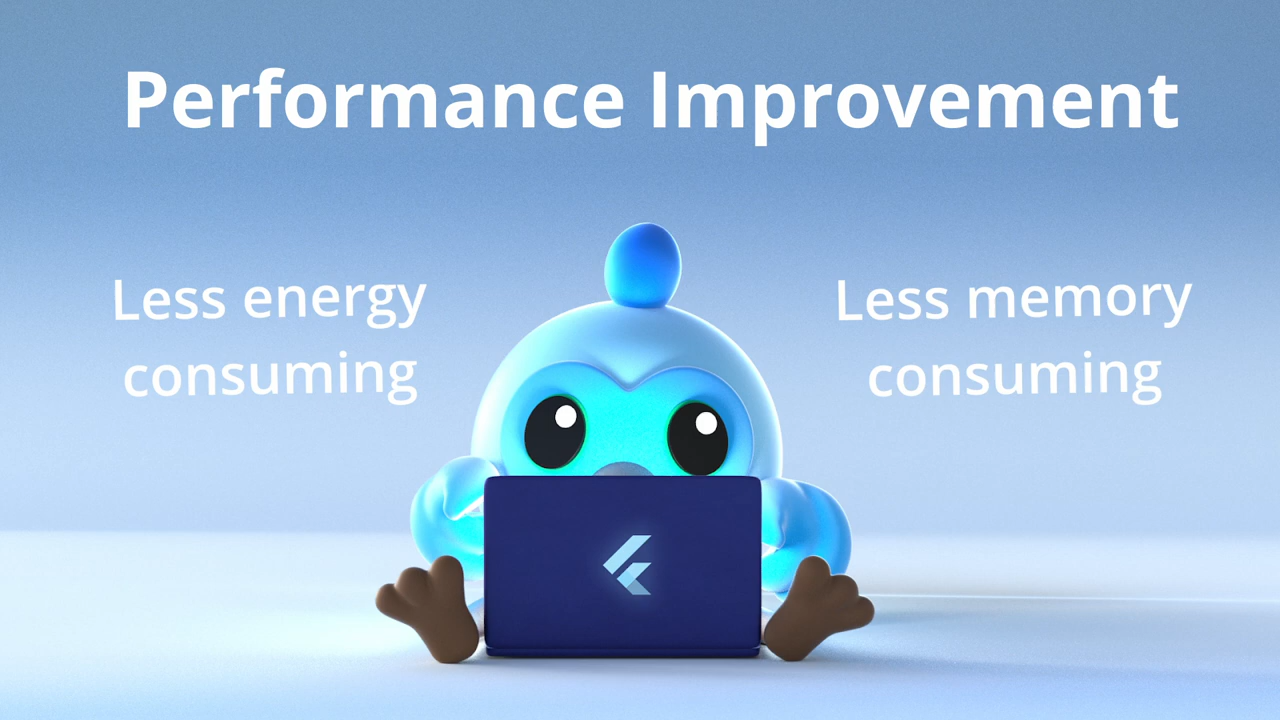 Performance Improvement
Less energy
consuming
Less memory
consuming